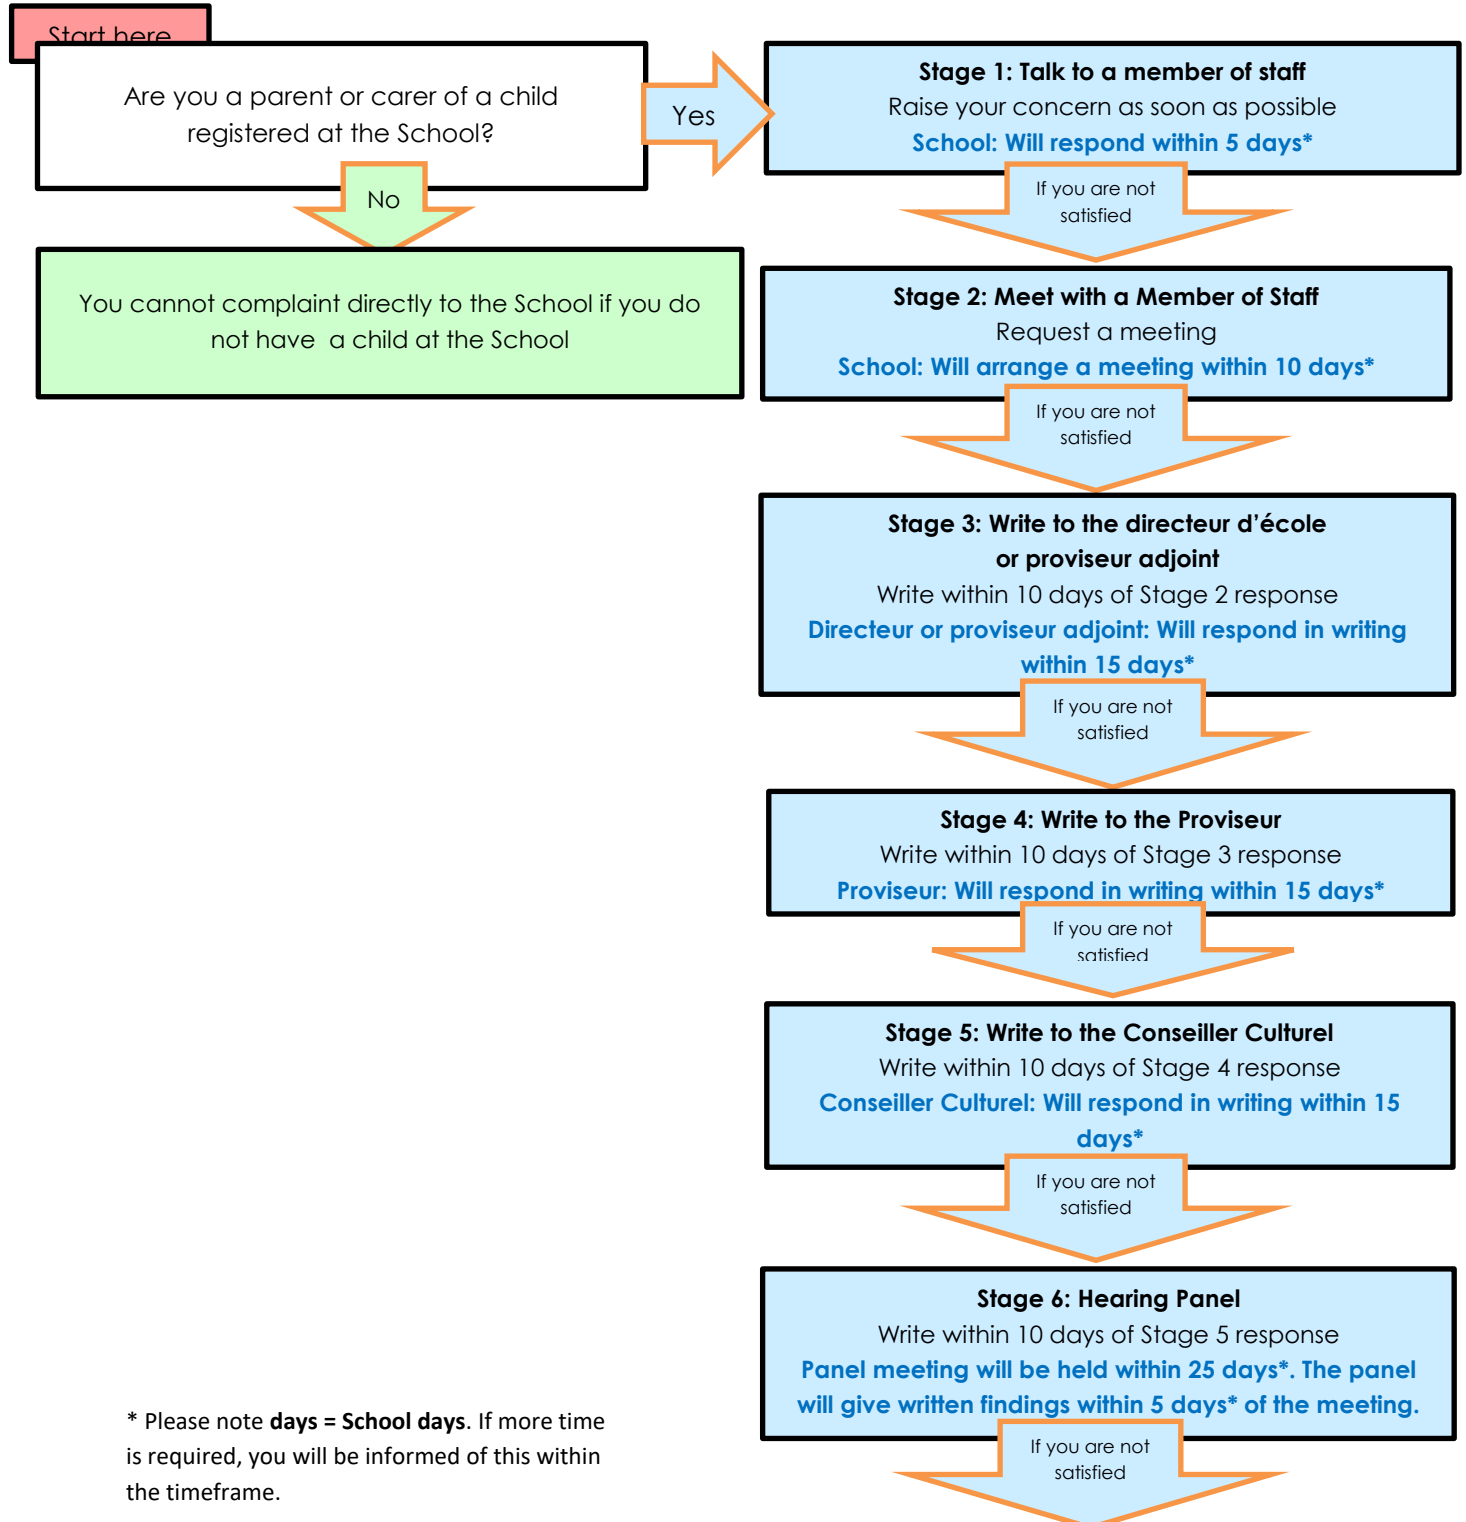 Start here
Are you a parent or carer of a child
registered at the School?
Yes
No
You cannot complaint directly to the School if you do
not have a child at the School
Stage 1: Talk to a member of staff
Raise your concern as soon as possible
School: Will respond within 5 days*
If you are not
satisfied
Stage 2: Meet with a Member of Staff
Request a meeting
School: Will arrange a meeting within 10 days*
If you are not
satisfied
Stage 3: Write to the directeur d’école
or proviseur adjoint
Write within 10 days of Stage 2 response
Directeur or proviseur adjoint: Will respond in writing
within 15 days*
If you are not
satisfied
Stage 4: Write to the Proviseur
Write within 10 days of Stage 3 response
Proviseur: Will respond in writing within 15 days*
If you are not
satisfied
Stage 5: Write to the Conseiller Culturel
Write within 10 days of Stage 4 response
Conseiller Culturel: Will respond in writing within 15
days*
If you are not
satisfied
Stage 6: Hearing Panel
Write within 10 days of Stage 5 response
Panel meeting will be held within 25 days*. The panel
will give written findings within 5 days* of the meeting.
If you are not
satisfied
* Please note days = School days. If more time
is required, you will be informed of this within
the timeframe.